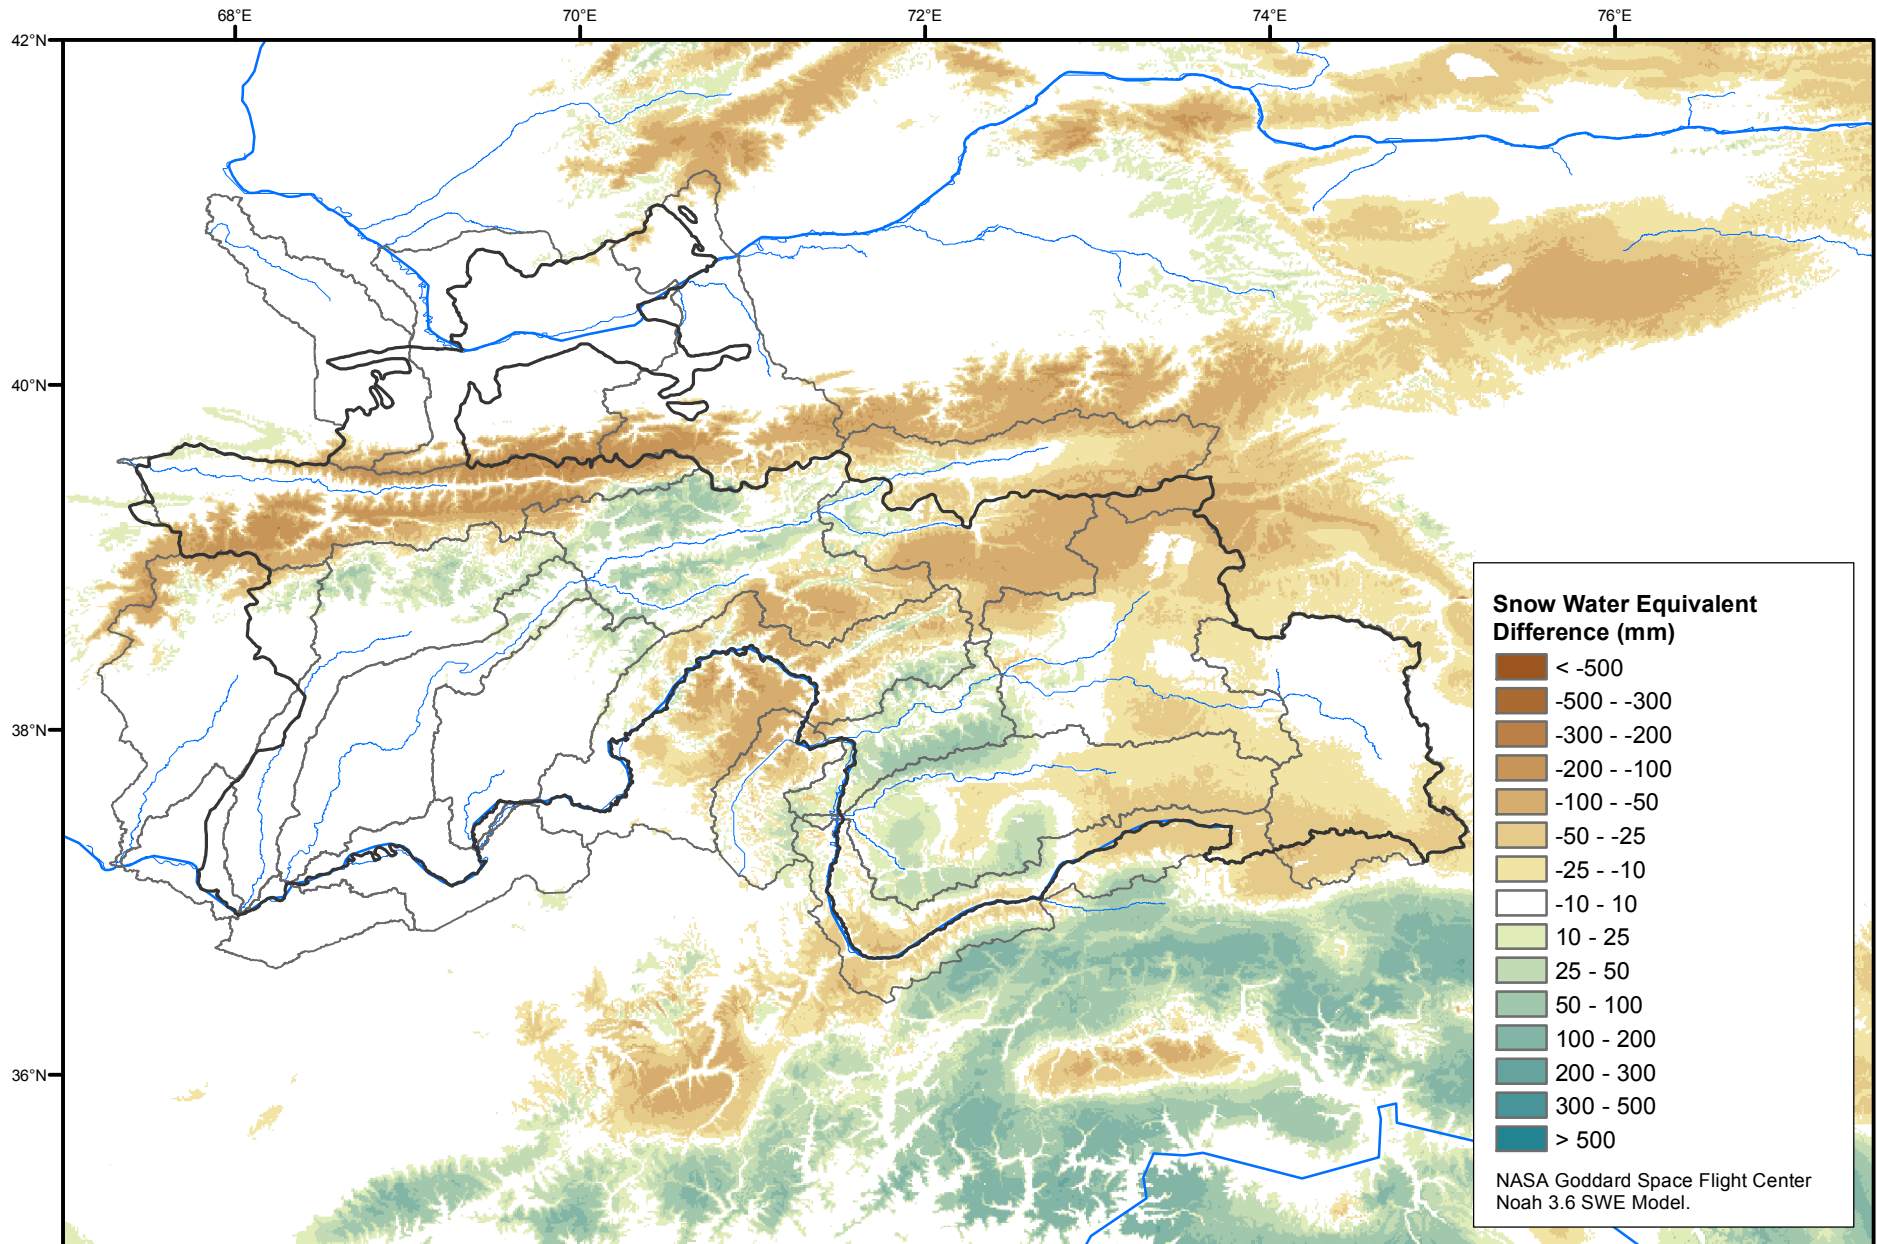 68°E 70°E 72°E 74°E 76°E
42°N
40°N
38°N
36°N
Snow Water Equivalent
Difference (mm)
< -500
-500 - -300
-300 - -200
-200 - -100
-100 - -50
-50 - -25
-25 - -10
-10 - 10
10 - 25
25 - 50
50 - 100
100 - 200
200 - 300
300 - 500
> 500
NASA Goddard Space Flight Center
Noah 3.6 SWE Model.